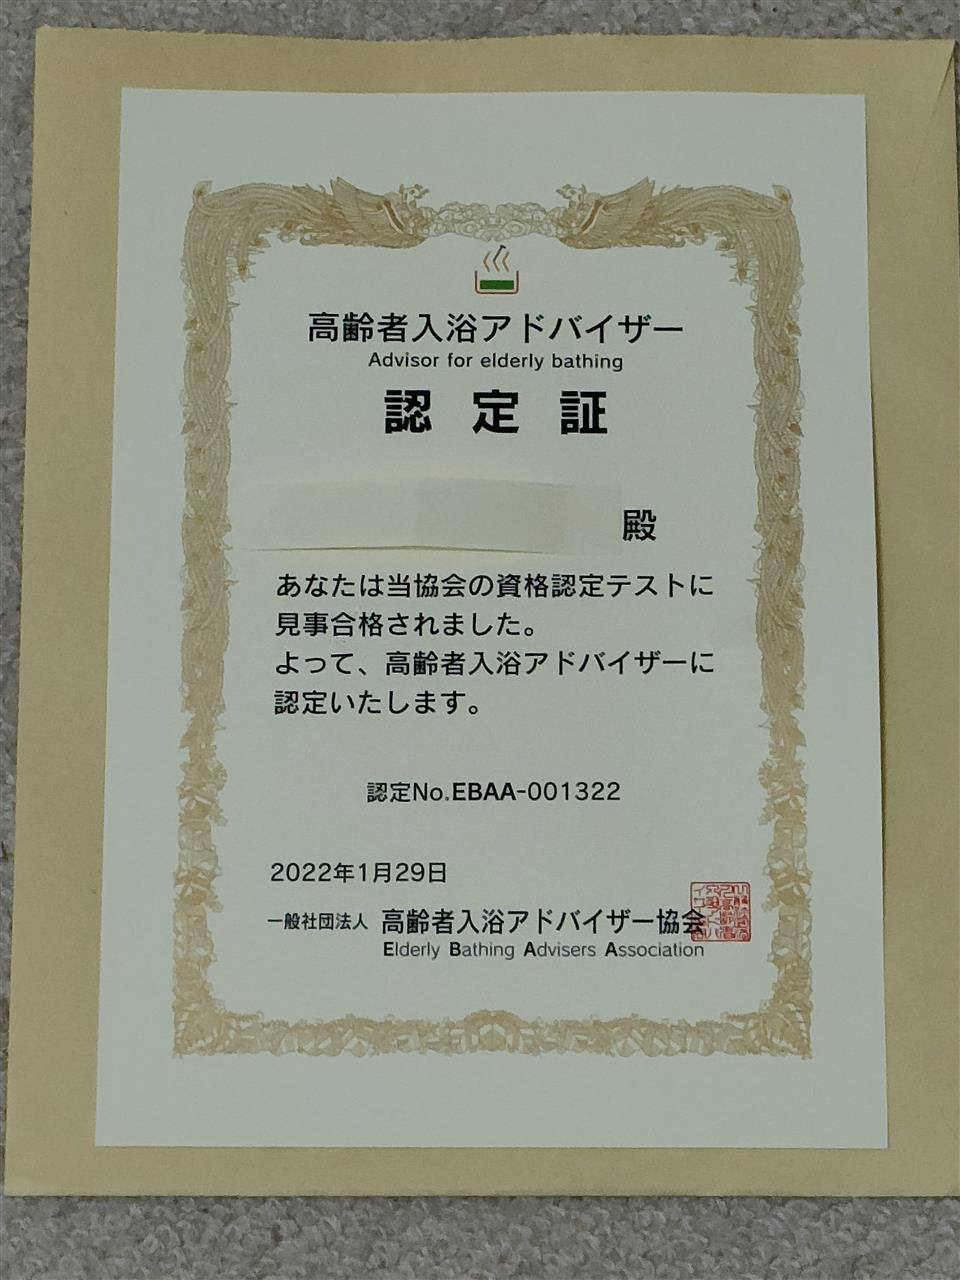 高齢者入浴アドバイザー
Advisor for elderly bathing
認定証
殿
あなたは当協会の資格認定テストに
見事合格されました。
よって、高齢者入浴アドバイザーに
認定いたします。
認定No.EBAA-001322
2022年1月29日
一般社団法人 高齢者入浴アドバイザー協会
Elderly Bathing Advisers Association